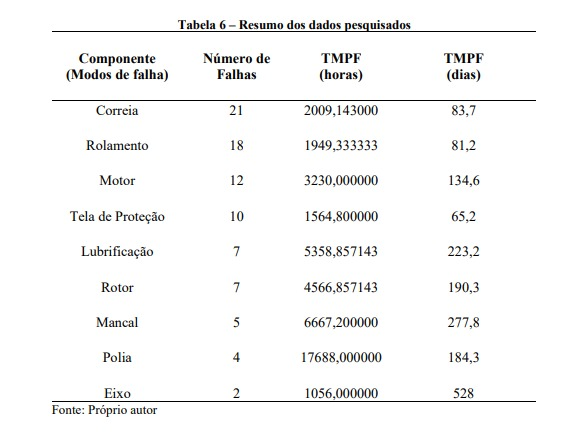 Tabela 6 – Resumo dos dados pesquisados
Componente (Modos de falha) Número de Falhas TMPF (horas) TMPF (dias)
Correia 21 2009,143000 83,7
Rolamento 18 1949,333333 81,2
Motor 12 3230,000000 134,6
Tela de Proteção 10 1564,800000 65,2
Lubrificação 7 5358,857143 223,2
Rotor 7 4566,857143 190,3
Mancal 5 6667,200000 277,8
Polia 4 17688,000000 184,3
Eixo 2 1056,000000 528
Fonte: Próprio autor